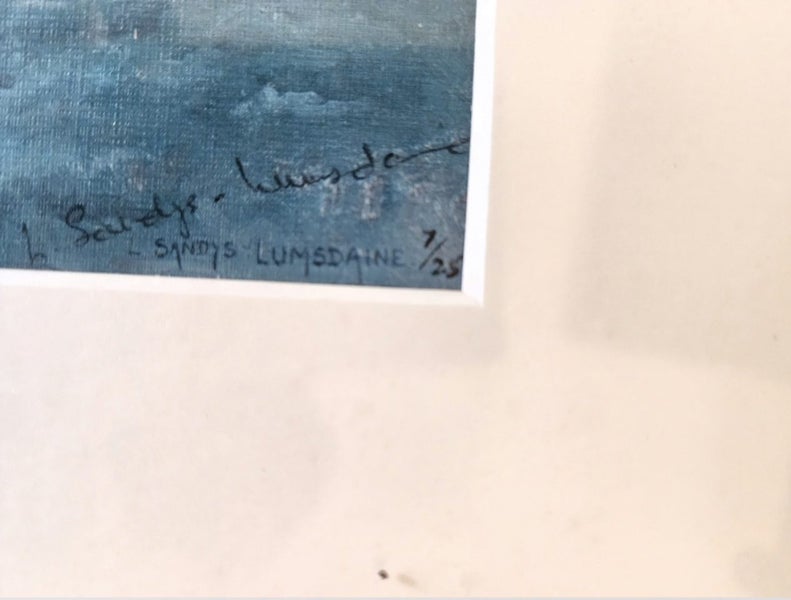 L. Sandys-Lumsdaine
- SANDYS LUMSDAINE 7/25